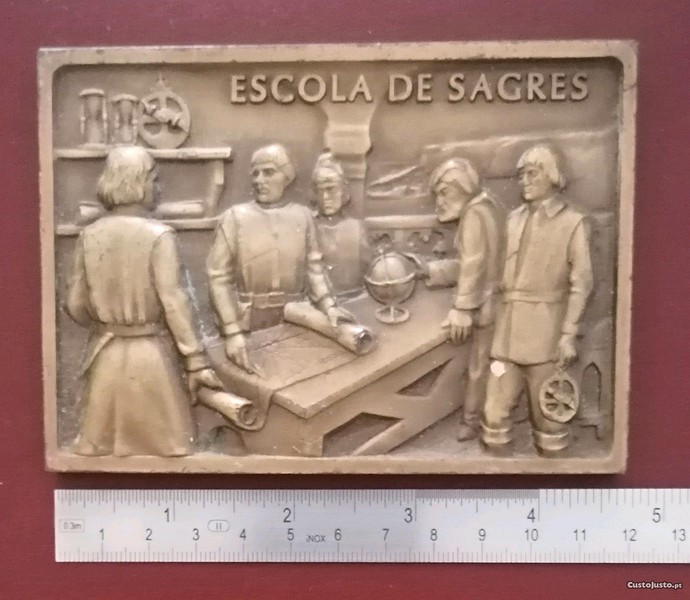 ESCOLA DE SAGRES
1 2 3 4 5
0.3m II INOX
1 2 3 4 5 6 7 8 9 10 11 12 13
CustoJusto.pt